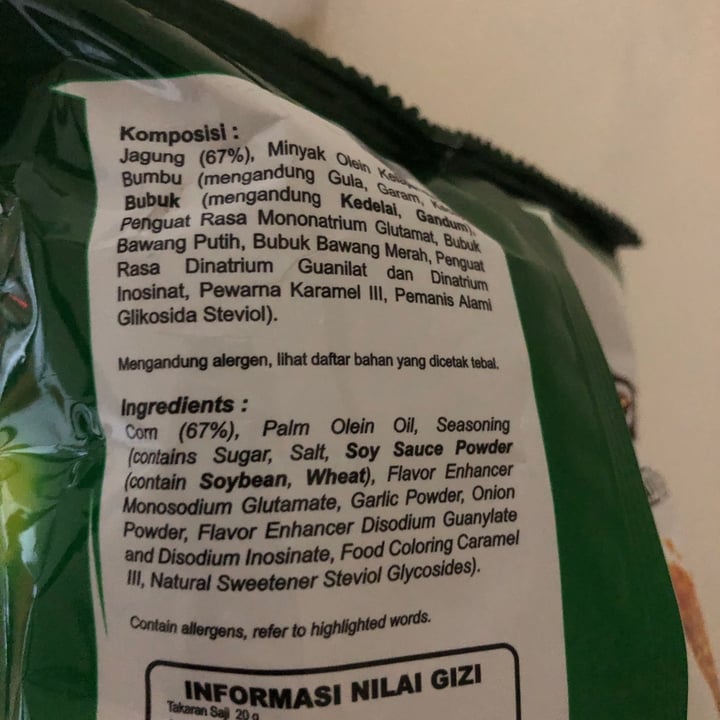 Komposisi :
Jagung (67%), Minyak Olein
Bumbu (mengandung Gula, Garam,
Bubuk (mengandung Kedelai, Gandum),
Penguat Rasa Mononatrium Glutamat, Bubuk
Bawang Putih, Bubuk Bawang Merah, Penguat
Rasa Dinatrium Guanilat dan Dinatrium
Inosinat, Pewarna Karamel III, Pemanis Alami
Glikosida Steviol).
Mengandung alergen, lihat daftar bahan yang dicetak tebal.
Ingredients :
Corn (67%), Palm Olein Oil, Seasoning
(contains Sugar, Salt, Soy Sauce Powder
(contain Soybean, Wheat), Flavor Enhancer
Monosodium Glutamate, Garlic Powder, Onion
Powder, Flavor Enhancer Disodium Guanylate
and Disodium Inosinate, Food Coloring Caramel
III, Natural Sweetener Steviol Glycosides).
Contain allergens, refer to highlighted words.
INFORMASI NILAI GIZI
Takaran Saji 20 g